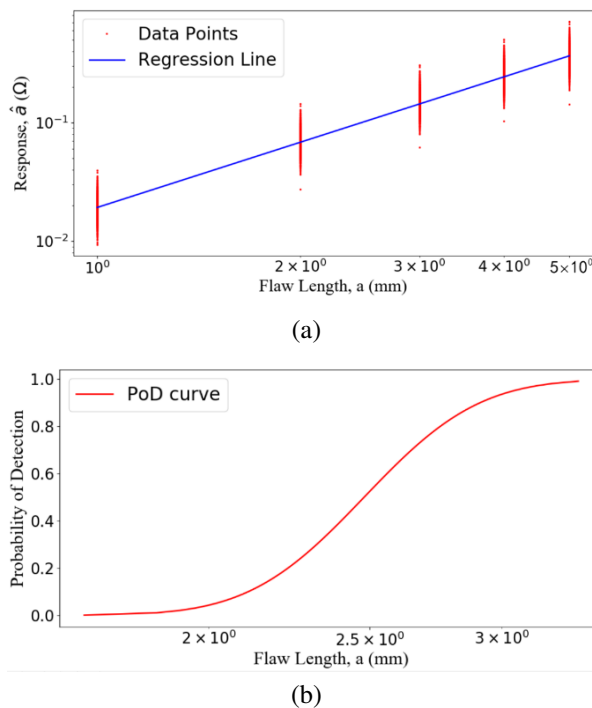 Data Points
Regression Line
Response, â (Ω)
10⁻¹
10⁻²
10⁰
2 × 10⁰
3 × 10⁰
4 × 10⁰
5×10⁰
Flaw Length, a (mm)
(a)
PoD curve
Probability of Detection
1.0
0.8
0.6
0.4
0.2
0.0
2 × 10⁰
2.5 × 10⁰
3 × 10⁰
Flaw Length, a (mm)
(b)